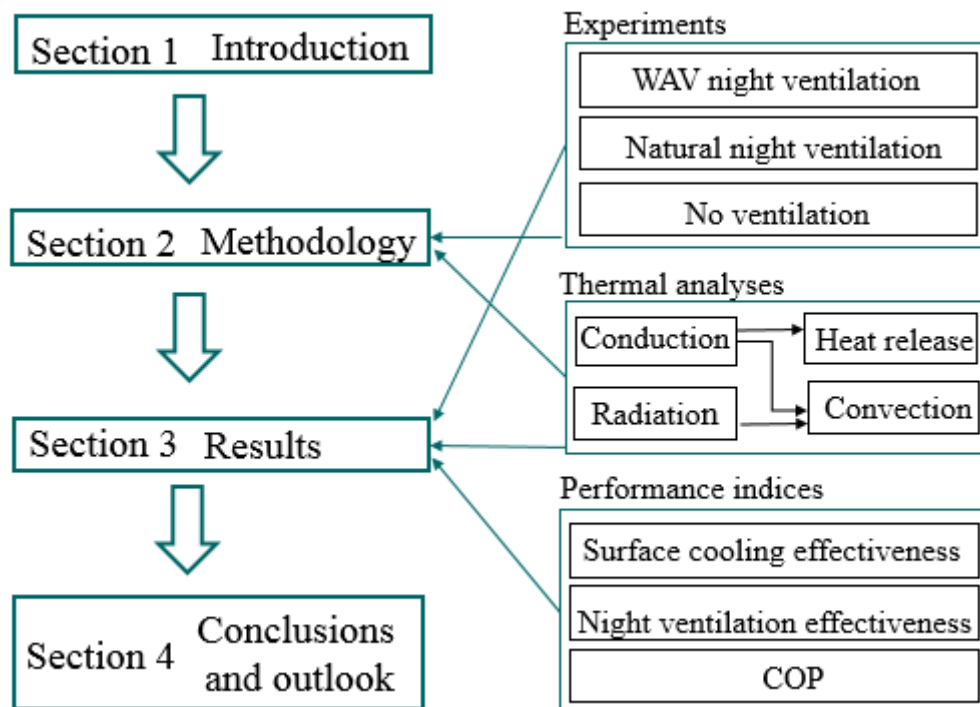 Section 1 Introduction
Section 2 Methodology
Section 3 Results
Section 4 Conclusions
and outlook
Experiments
WAV night ventilation
Natural night ventilation
No ventilation
Thermal analyses
Conduction
Heat release
Radiation
Convection
Performance indices
Surface cooling effectiveness
Night ventilation effectiveness
COP